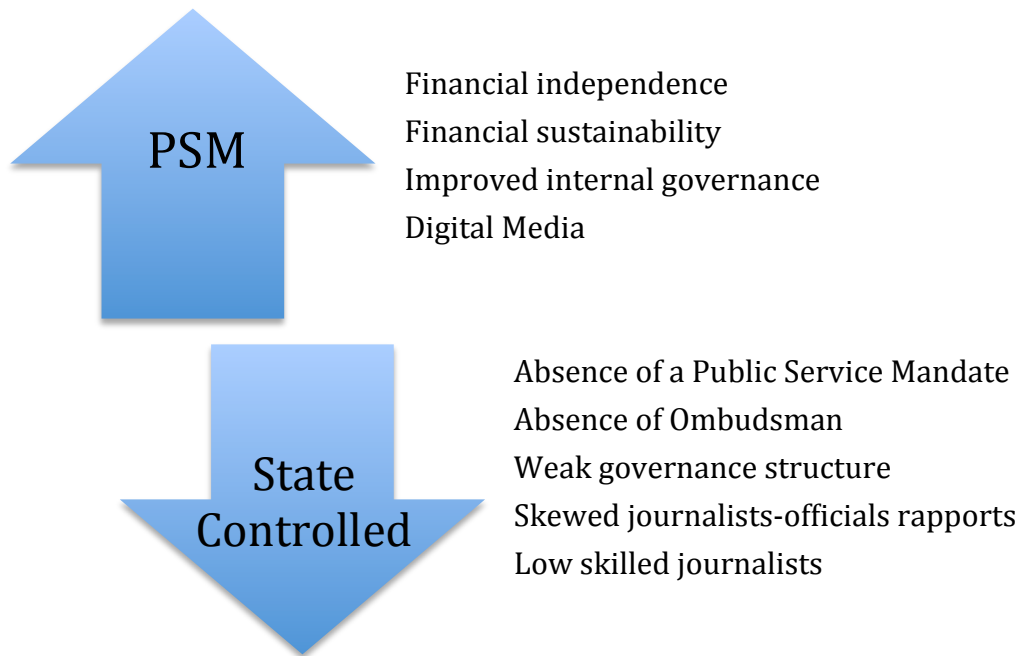 PSM
Financial independence
Financial sustainability
Improved internal governance
Digital Media
State
Controlled
Absence of a Public Service Mandate
Absence of Ombudsman
Weak governance structure
Skewed journalists-officials rapports
Low skilled journalists